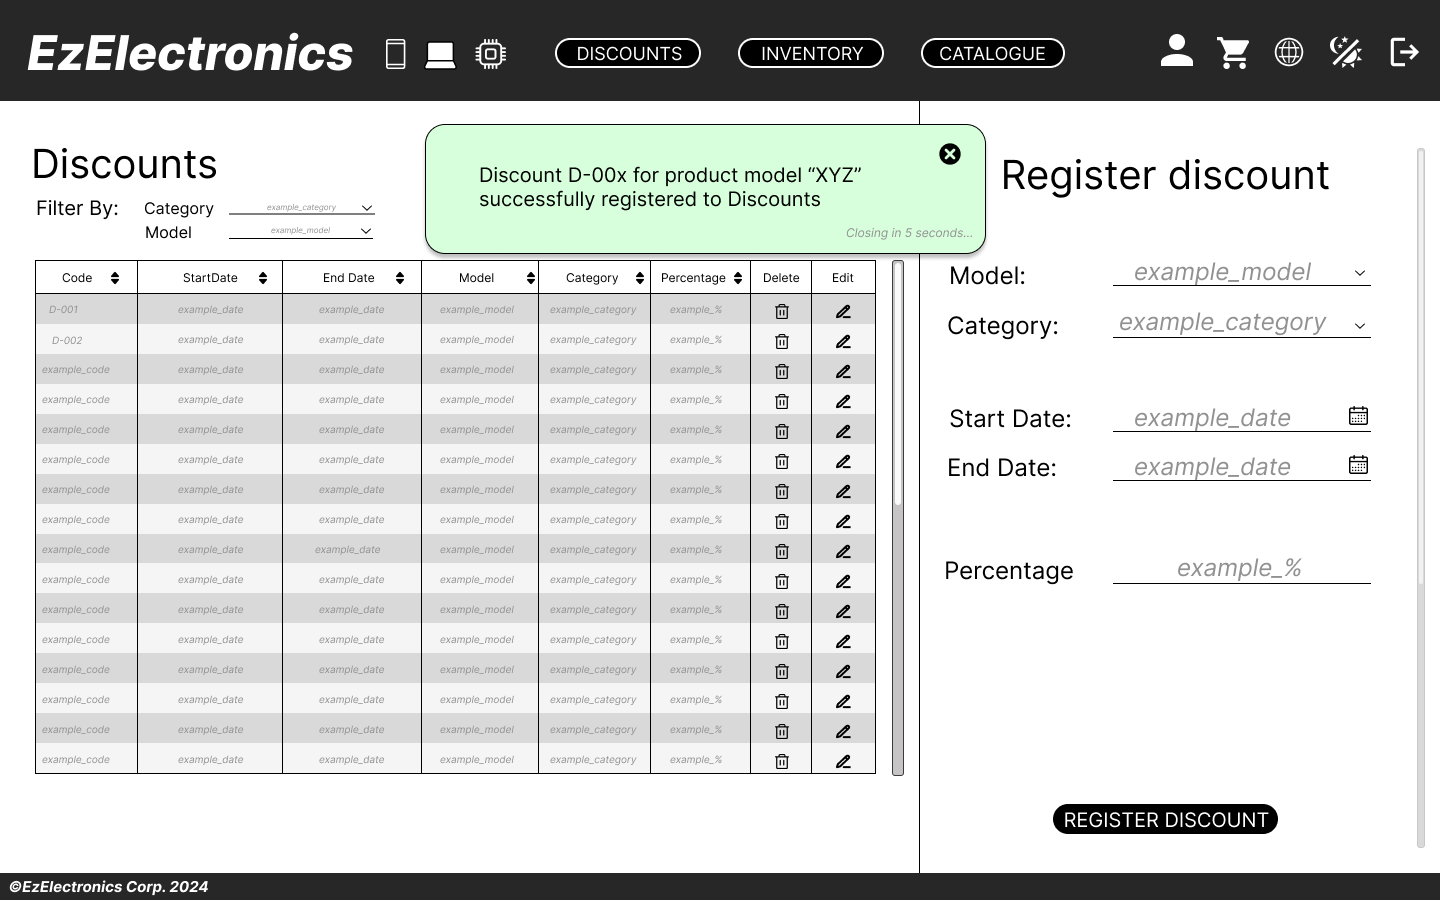 EzElectronics DISCOUNTS INVENTORY CATALOGUE
Discounts
Filter By: Category example_category
Model example_model
Discount D-00x for product model “XYZ”
successfully registered to Discounts
Closing in 5 seconds...
Code StartDate End Date Model Category Percentage Delete Edit
D-001 example_date example_date example_model example_category example_%
D-002 example_date example_date example_model example_category example_%
example_code example_date example_date example_model example_category example_%
example_code example_date example_date example_model example_category example_%
example_code example_date example_date example_model example_category example_%
example_code example_date example_date example_model example_category example_%
example_code example_date example_date example_model example_category example_%
example_code example_date example_date example_model example_category example_%
example_code example_date example_date example_model example_category example_%
example_code example_date example_date example_model example_category example_%
example_code example_date example_date example_model example_category example_%
example_code example_date example_date example_model example_category example_%
example_code example_date example_date example_model example_category example_%
example_code example_date example_date example_model example_category example_%
example_code example_date example_date example_model example_category example_%
example_code example_date example_date example_model example_category example_%
Register discount
Model: example_model
Category: example_category
Start Date: example_date
End Date: example_date
Percentage example_%
REGISTER DISCOUNT
©EzElectronics Corp. 2024